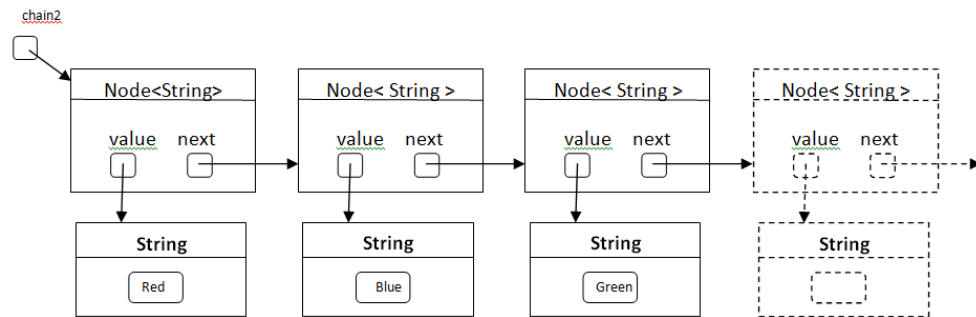 chain2
Node<String>
Node< String >
Node< String >
Node< String >
value next
value next
value next
value next
String
String
String
String
Red
Blue
Green